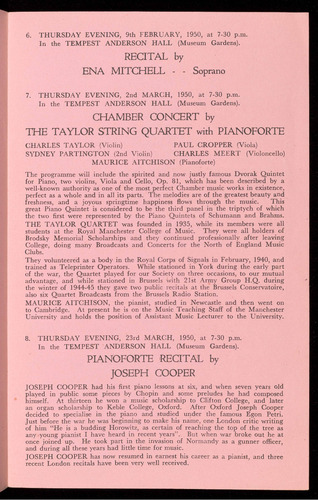 6. THURSDAY EVENING, 9th FEBRUARY, 1950, at 7-30 p.m.
In the TEMPEST ANDERSON HALL (Museum Gardens).
RECITAL by
ENA MITCHELL - - Soprano
7. THURSDAY EVENING, 2nd MARCH, 1950, at 7-30 p.m.
In the TEMPEST ANDERSON HALL (Museum Gardens).
CHAMBER CONCERT by
THE TAYLOR STRING QUARTET with PIANOFORTE
CHARLES TAYLOR (Violin) PAUL CROPPER (Viola)
SYDNEY PARTINGTON (2nd Violin) CHARLES MEERT (Violoncello)
MAURICE AITCHISON (Pianoforte)
The programme will include the spirited and now justly famous Dvorak Quintet
for Piano, two violins, Viola and Cello, Op. 81, which has been described by a
well-known authority as one of the most perfect Chamber music works in existence,
perfect as a whole and in all its parts. The melodies are of the greatest beauty and
freshness, and a joyous springtime happiness flows through the music. This
great Piano Quintet is considered to be the third panel in the triptych of which
the two first were represented by the Piano Quintets of Schumann and Brahms.
THE TAYLOR QUARTET was founded in 1935, while its members were all
students at the Royal Manchester College of Music. They were all holders of
Brodsky Memorial Scholarships and they continued professionally after leaving
College, doing many Broadcasts and Concerts for the North of England Music
Clubs.
They volunteered as a body in the Royal Corps of Signals in February, 1940, and
trained as Teleprinter Operators. While stationed in York during the early part
of the war, the Quartet played for our Society on three occasions, to our mutual
advantage, and while stationed in Brussels with 21st Army Group H.Q. during
the winter of 1944-45 they gave two public recitals at the Brussels Conservatoire,
also six Quartet Broadcasts from the Brussels Radio Station.
MAURICE AITCHISON, the pianist, studied in Newcastle and then went on
to Cambridge. At present he is on the Music Teaching Staff of the Manchester
University and holds the position of Assistant Music Lecturer to the University.
8. THURSDAY EVENING, 23rd MARCH, 1950, at 7-30 p.m.
In the TEMPEST ANDERSON HALL (Museum Gardens).
PIANOFORTE RECITAL by
JOSEPH COOPER
JOSEPH COOPER had his first piano lessons at six, and when seven years old
played in public some pieces by Chopin and some preludes he had composed
himself. At thirteen he won a music scholarship to Clifton College, and later
an organ scholarship to Keble College, Oxford. After Oxford Joseph Cooper
decided to specialise in the piano and studied under the famous Egon Petri.
Just before the war he was beginning to make his name, one London critic writing
of him "He is a budding Horowitz, as certain of reaching the top of the tree as
any young pianist I have heard in recent years". But when war broke out he at
once joined up. He took part in the invasion of Normandy as a gunner officer,
and during all these years had little time for music.
JOSEPH COOPER has now resumed in earnest his career as a pianist, and three
recent London recitals have been very well received.